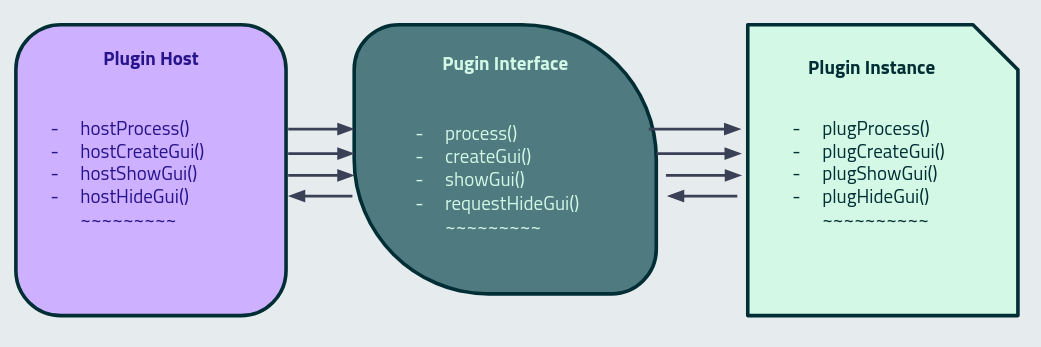 Plugin Host
- hostProcess()
- hostCreateGui()
- hostShowGui()
- hostHideGui()
~~~~~~~~~
Pugin Interface
- process()
- createGui()
- showGui()
- requestHideGui()
~~~~~~~~~
Plugin Instance
- plugProcess()
- plugCreateGui()
- plugShowGui()
- plugHideGui()
~~~~~~~~~~